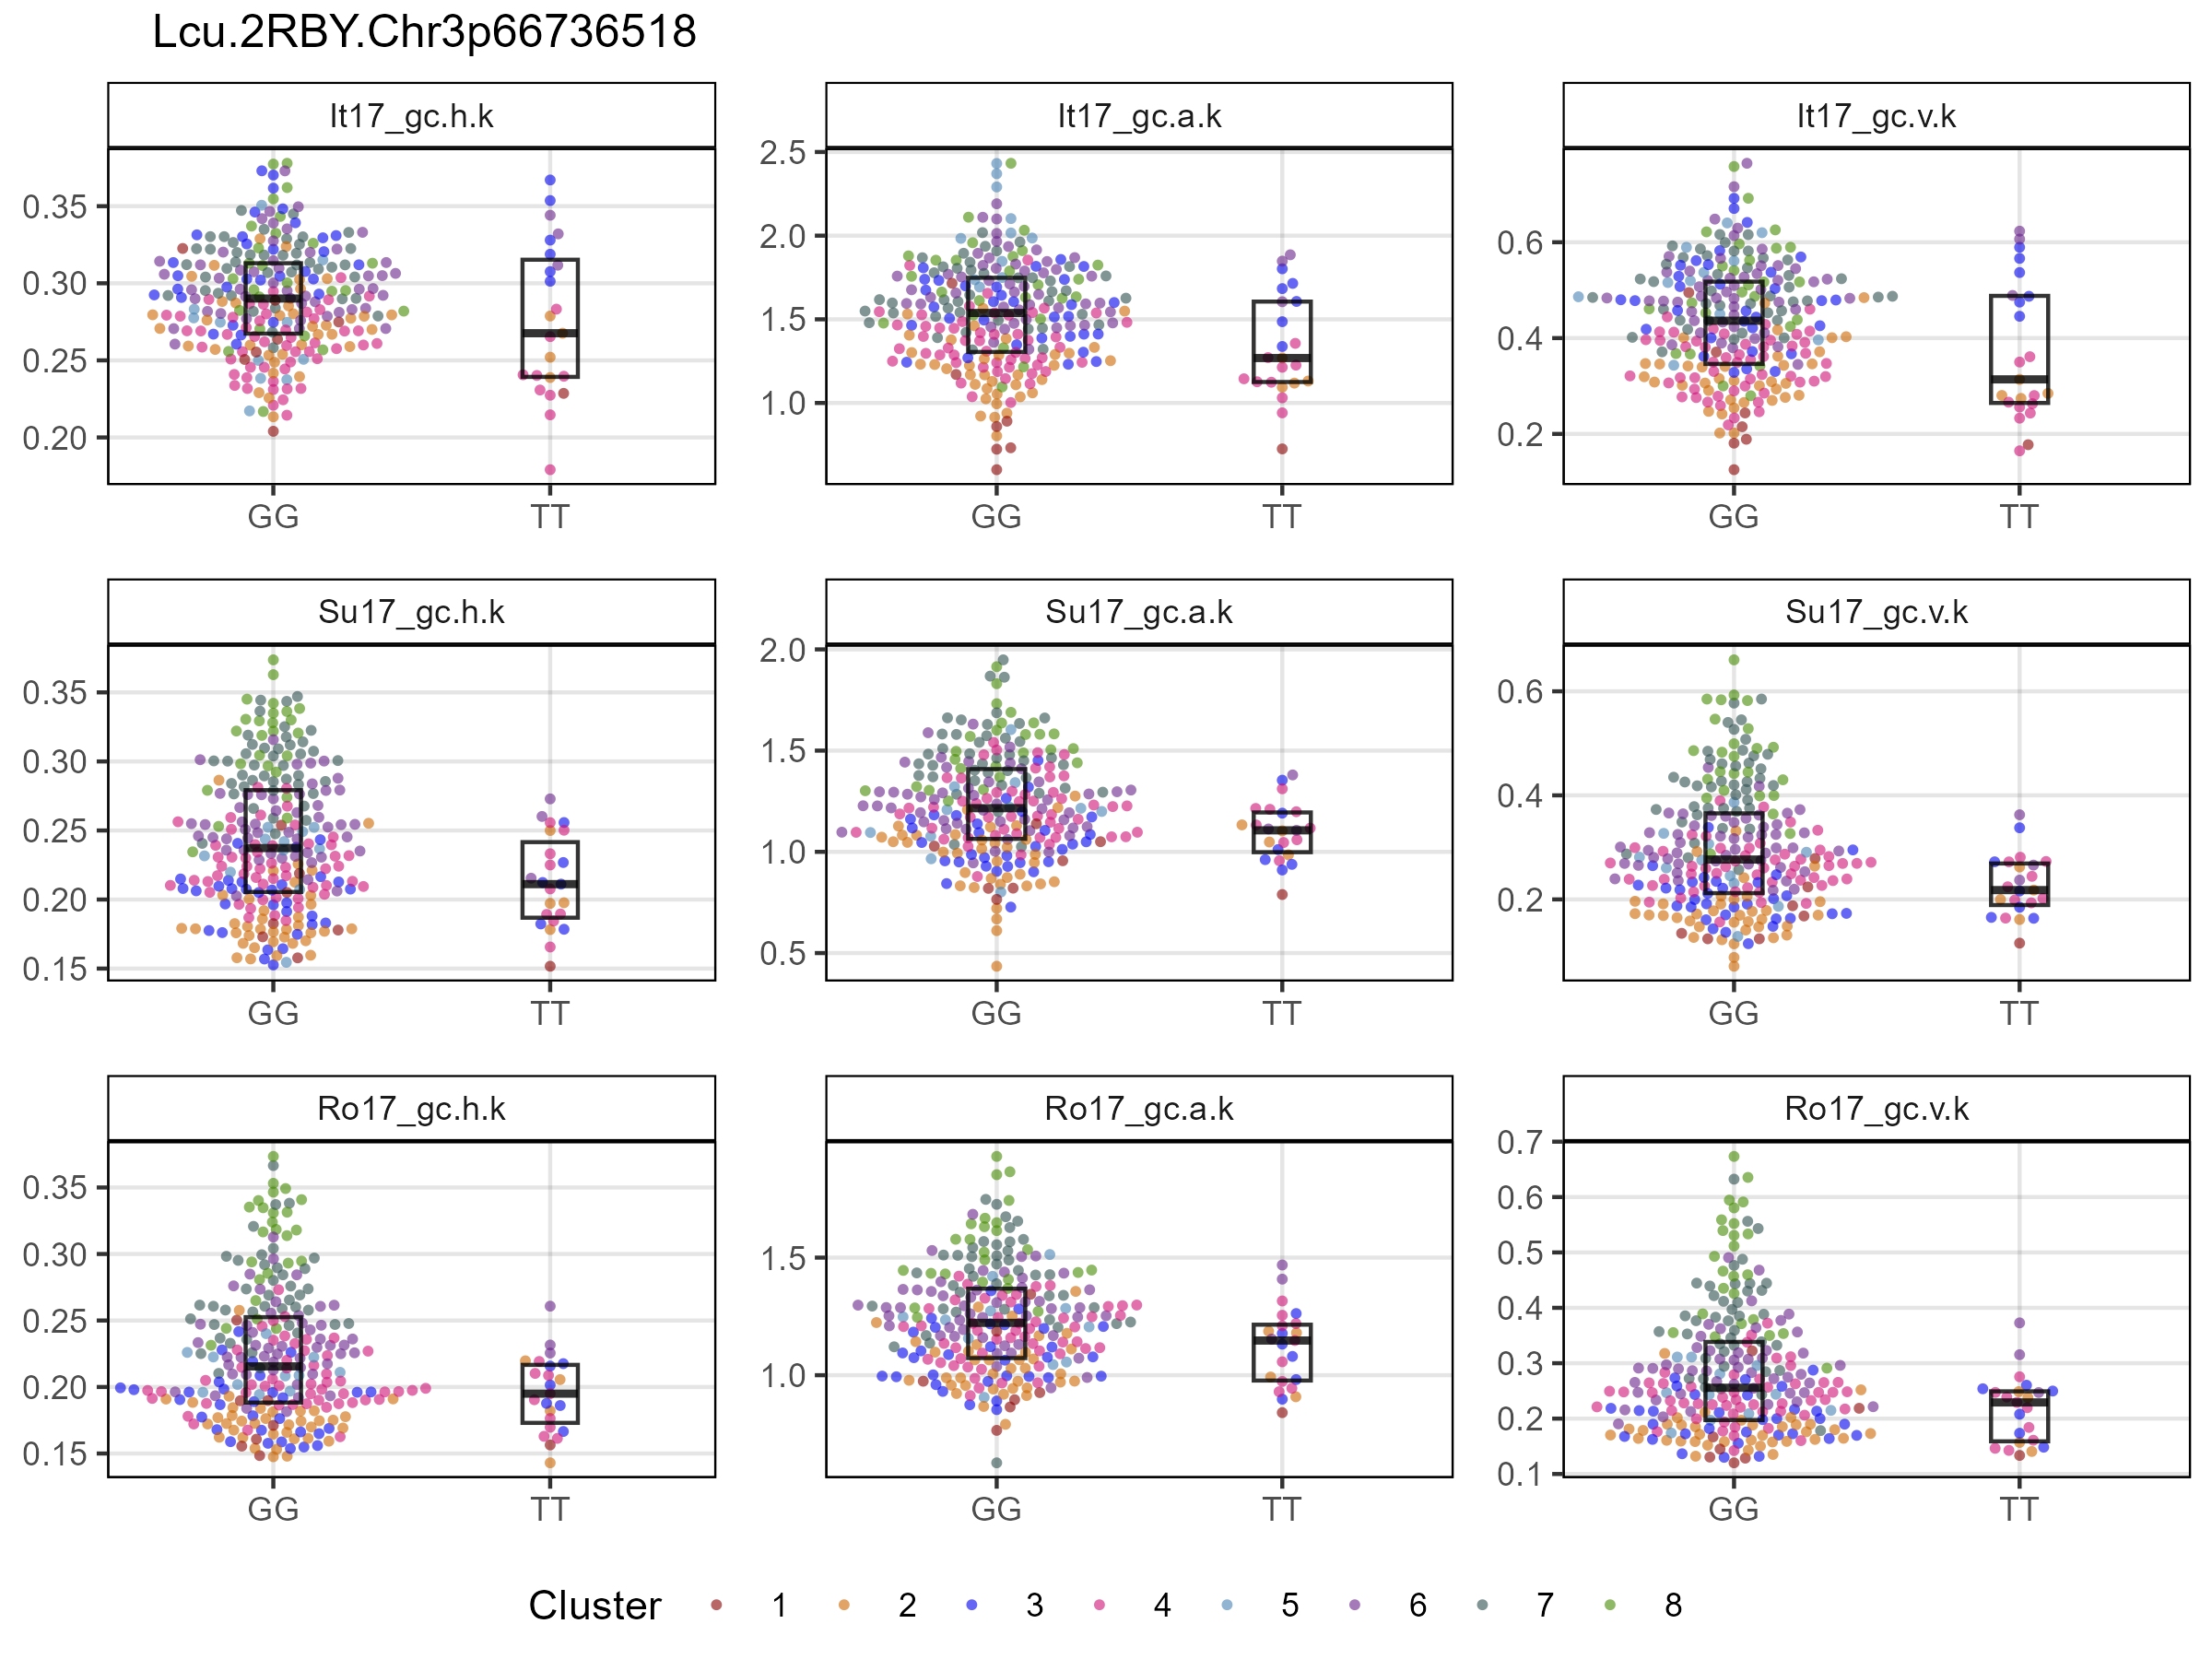 Lcu.2RBY.Chr3p66736518
It17_gc.h.k
It17_gc.a.k
It17_gc.v.k
0.35
0.30
0.25
0.20
2.5
2.0
1.5
1.0
0.6
0.4
0.2
GG TT
GG TT
GG TT
Su17_gc.h.k
Su17_gc.a.k
Su17_gc.v.k
0.35
0.30
0.25
0.20
0.15
2.0
1.5
1.0
0.5
0.6
0.4
0.2
GG TT
GG TT
GG TT
Ro17_gc.h.k
Ro17_gc.a.k
Ro17_gc.v.k
0.35
0.30
0.25
0.20
0.15
1.5
1.0
0.7
0.6
0.5
0.4
0.3
0.2
0.1
GG TT
GG TT
GG TT
Cluster 1 2 3 4 5 6 7 8